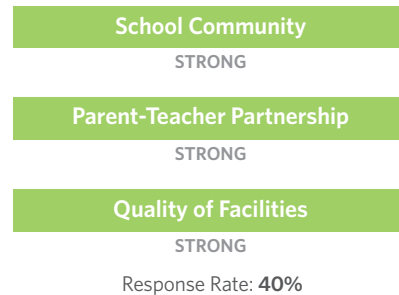 School Community
STRONG
Parent-Teacher Partnership
STRONG
Quality of Facilities
STRONG
Response Rate: 40%